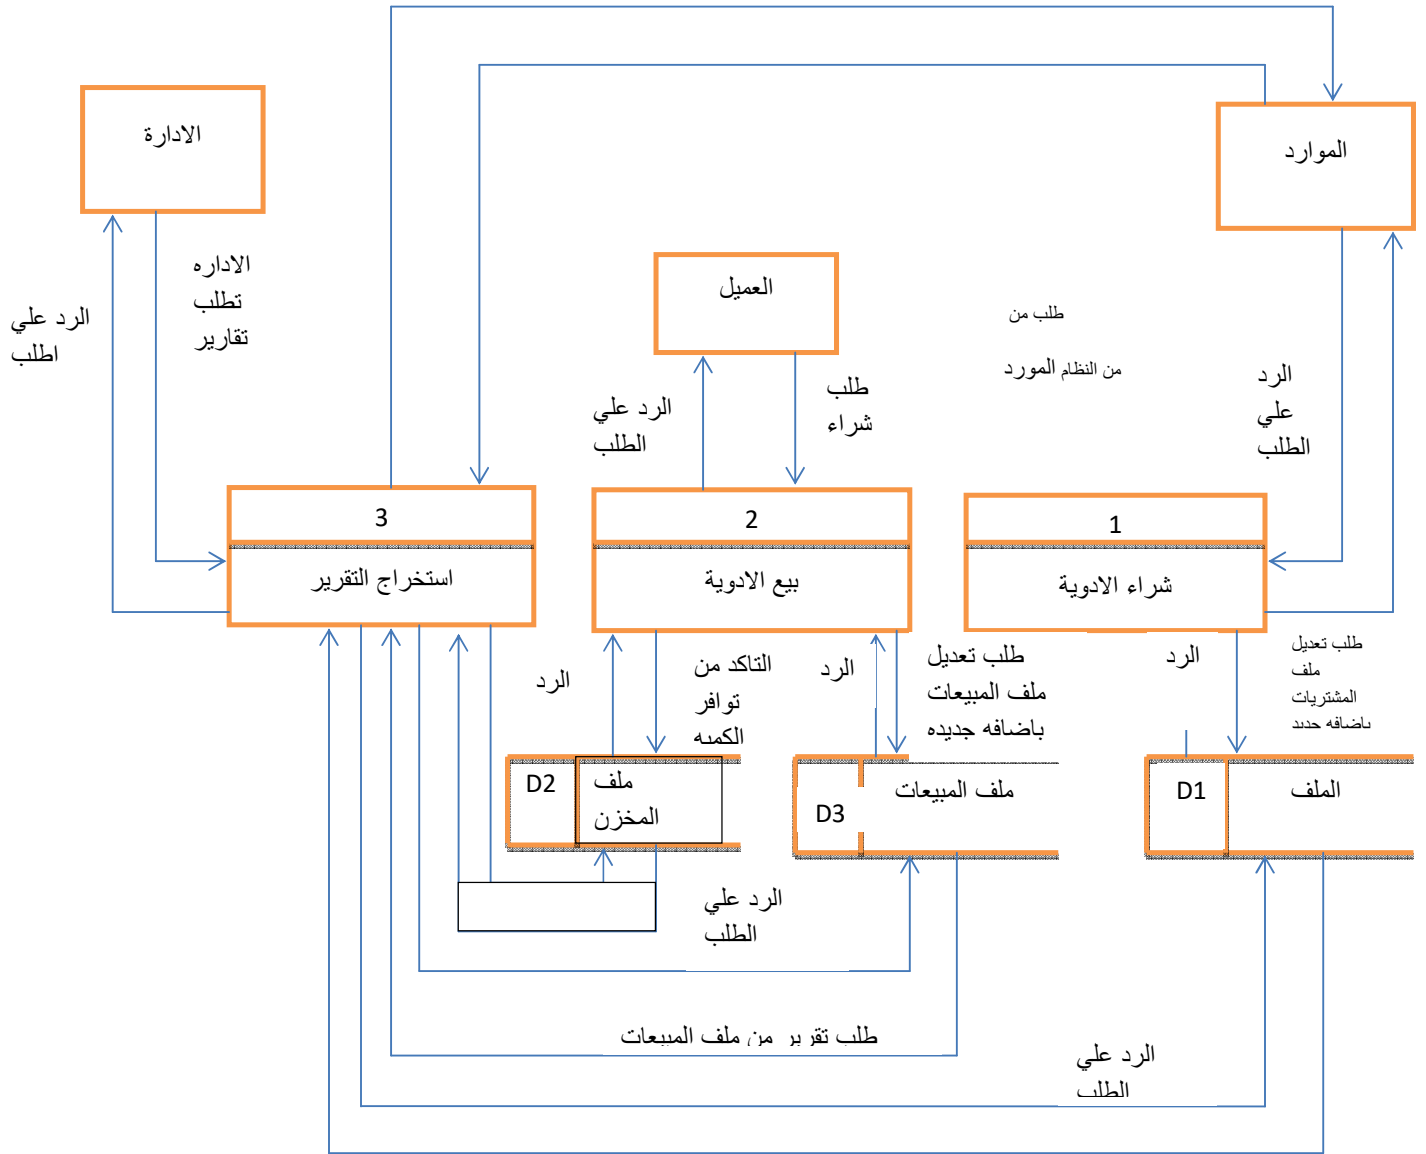 الادارة
الموارد
الاداره
تطلب
تقارير
الرد علي
اطلب
العميل
طلب من
من النظام المورد
الرد
علي
الطلب
طلب
شراء
الرد علي
الطلب
3
2
1
استخراج التقرير
بيع الادوية
شراء الادوية
طلب تعديل
ملف
المشتريات
باضافه جديد
الرد
طلب تعديل
ملف المبيعات
باضافه جديده
الرد
التاكد من
توافر
الكميه
الرد
D2
ملف
المخزن
D3
ملف المبيعات
D1
الملف
الرد علي
الطلب
طلب تقرير من ملف المبيعات
الرد علي
الطلب